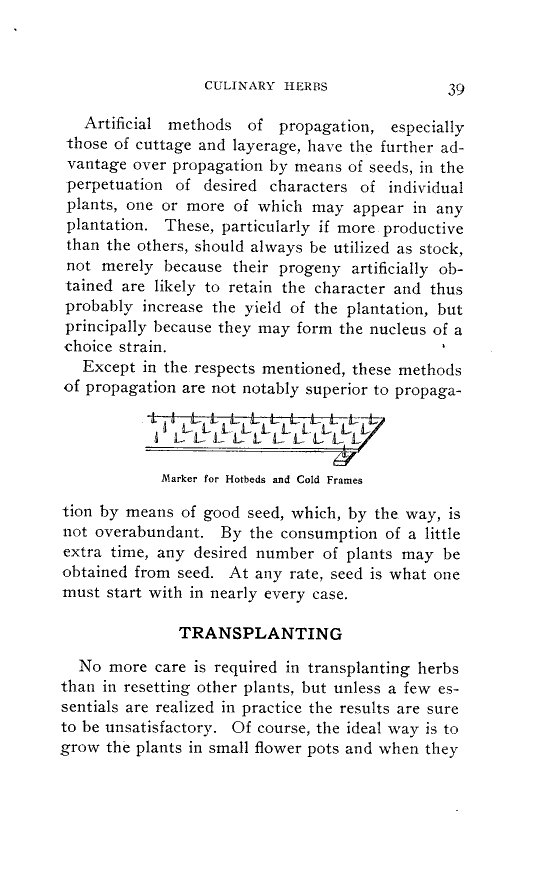 CULINARY HERBS 39
Artificial methods of propagation, especially
those of cuttage and layerage, have the further ad-
vantage over propagation by means of seeds, in the
perpetuation of desired characters of individual
plants, one or more of which may appear in any
plantation. These, particularly if more productive
than the others, should always be utilized as stock,
not merely because their progeny artificially ob-
tained are likely to retain the character and thus
probably increase the yield of the plantation, but
principally because they may form the nucleus of a
choice strain.
Except in the respects mentioned, these methods
of propagation are not notably superior to propaga-
Marker for Hotbeds and Cold Frames
tion by means of good seed, which, by the way, is
not overabundant. By the consumption of a little
extra time, any desired number of plants may be
obtained from seed. At any rate, seed is what one
must start with in nearly every case.
TRANSPLANTING
No more care is required in transplanting herbs
than in resetting other plants, but unless a few es-
sentials are realized in practice the results are sure
to be unsatisfactory. Of course, the ideal way is to
grow the plants in small flower pots and when they